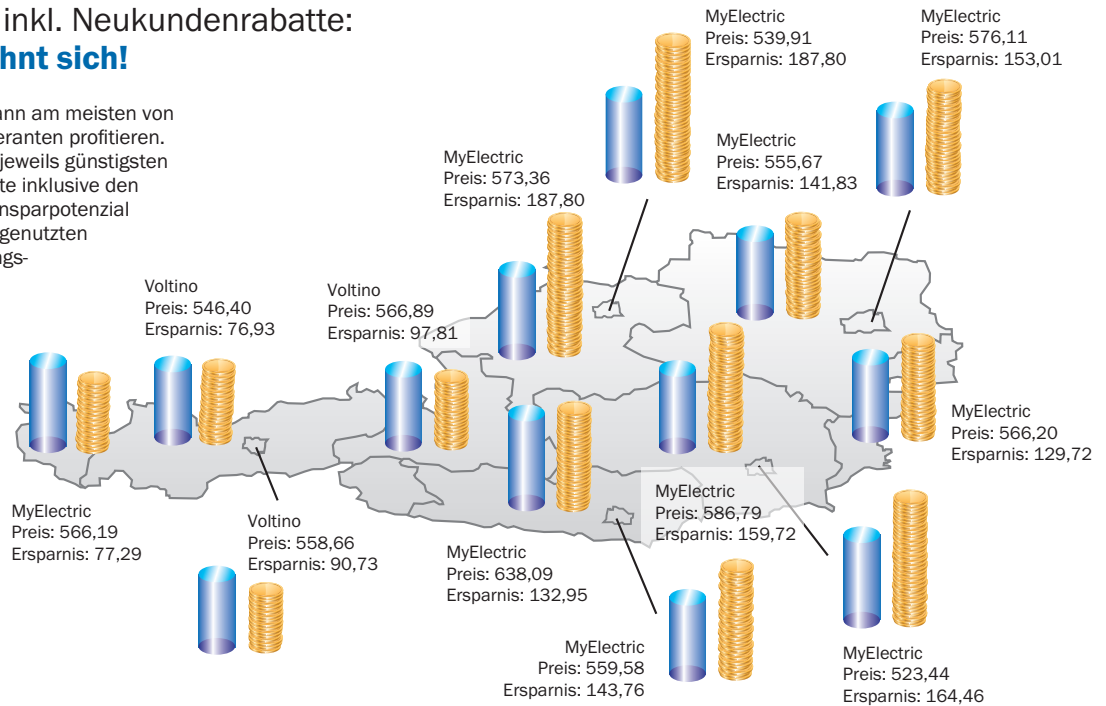 inkl. Neukundenrabatte:
hnt sich!
ann am meisten von
eranten profitieren.
jeweils günstigsten
te inklusive den
nsparpotenzial
genutzten
gs-
MyElectric
Preis: 539,91
Ersparnis: 187,80
MyElectric
Preis: 576,11
Ersparnis: 153,01
MyElectric
Preis: 573,36
Ersparnis: 187,80
MyElectric
Preis: 555,67
Ersparnis: 141,83
Voltino
Preis: 546,40
Ersparnis: 76,93
Voltino
Preis: 566,89
Ersparnis: 97,81
MyElectric
Preis: 566,20
Ersparnis: 129,72
MyElectric
Preis: 566,19
Ersparnis: 77,29
Voltino
Preis: 558,66
Ersparnis: 90,73
MyElectric
Preis: 638,09
Ersparnis: 132,95
MyElectric
Preis: 586,79
Ersparnis: 159,72
MyElectric
Preis: 559,58
Ersparnis: 143,76
MyElectric
Preis: 523,44
Ersparnis: 164,46